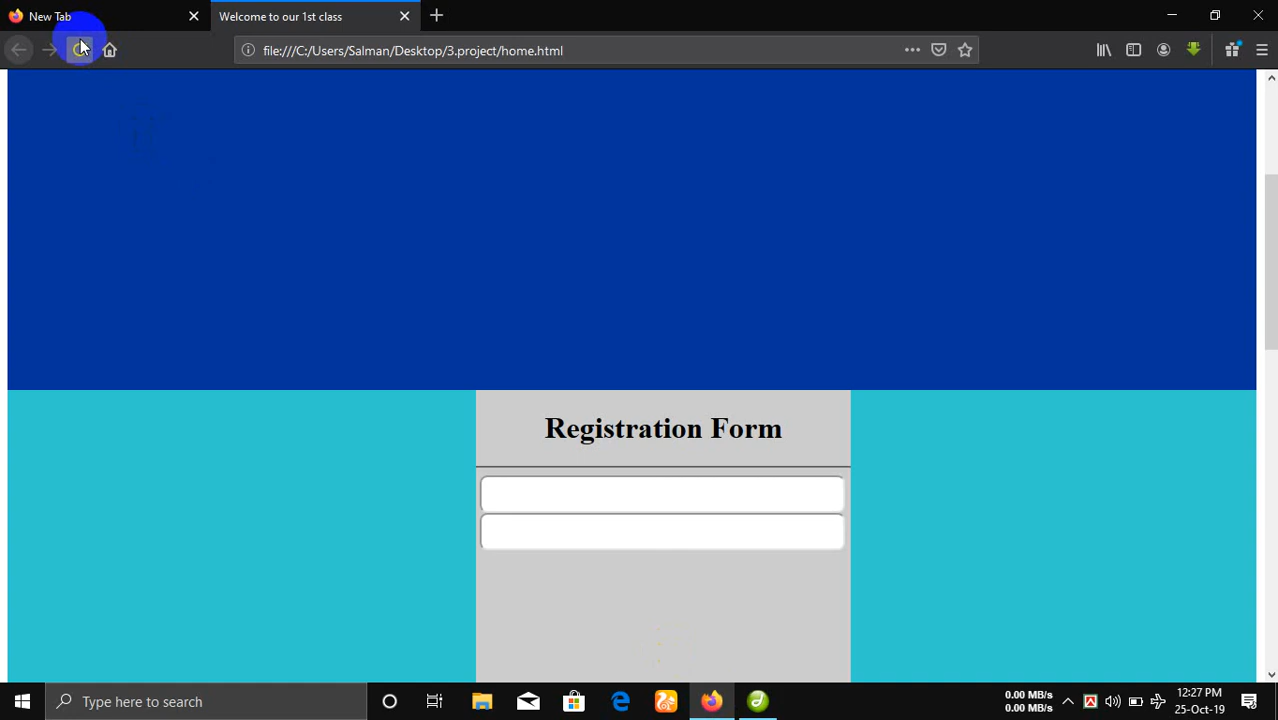 New Tab
Welcome to our 1st class
file:///C:/Users/Salman/Desktop/3.project/home.html
Registration Form
Type here to search
0.00 MB/s
0.00 MB/s
12:27 PM
25-Oct-19